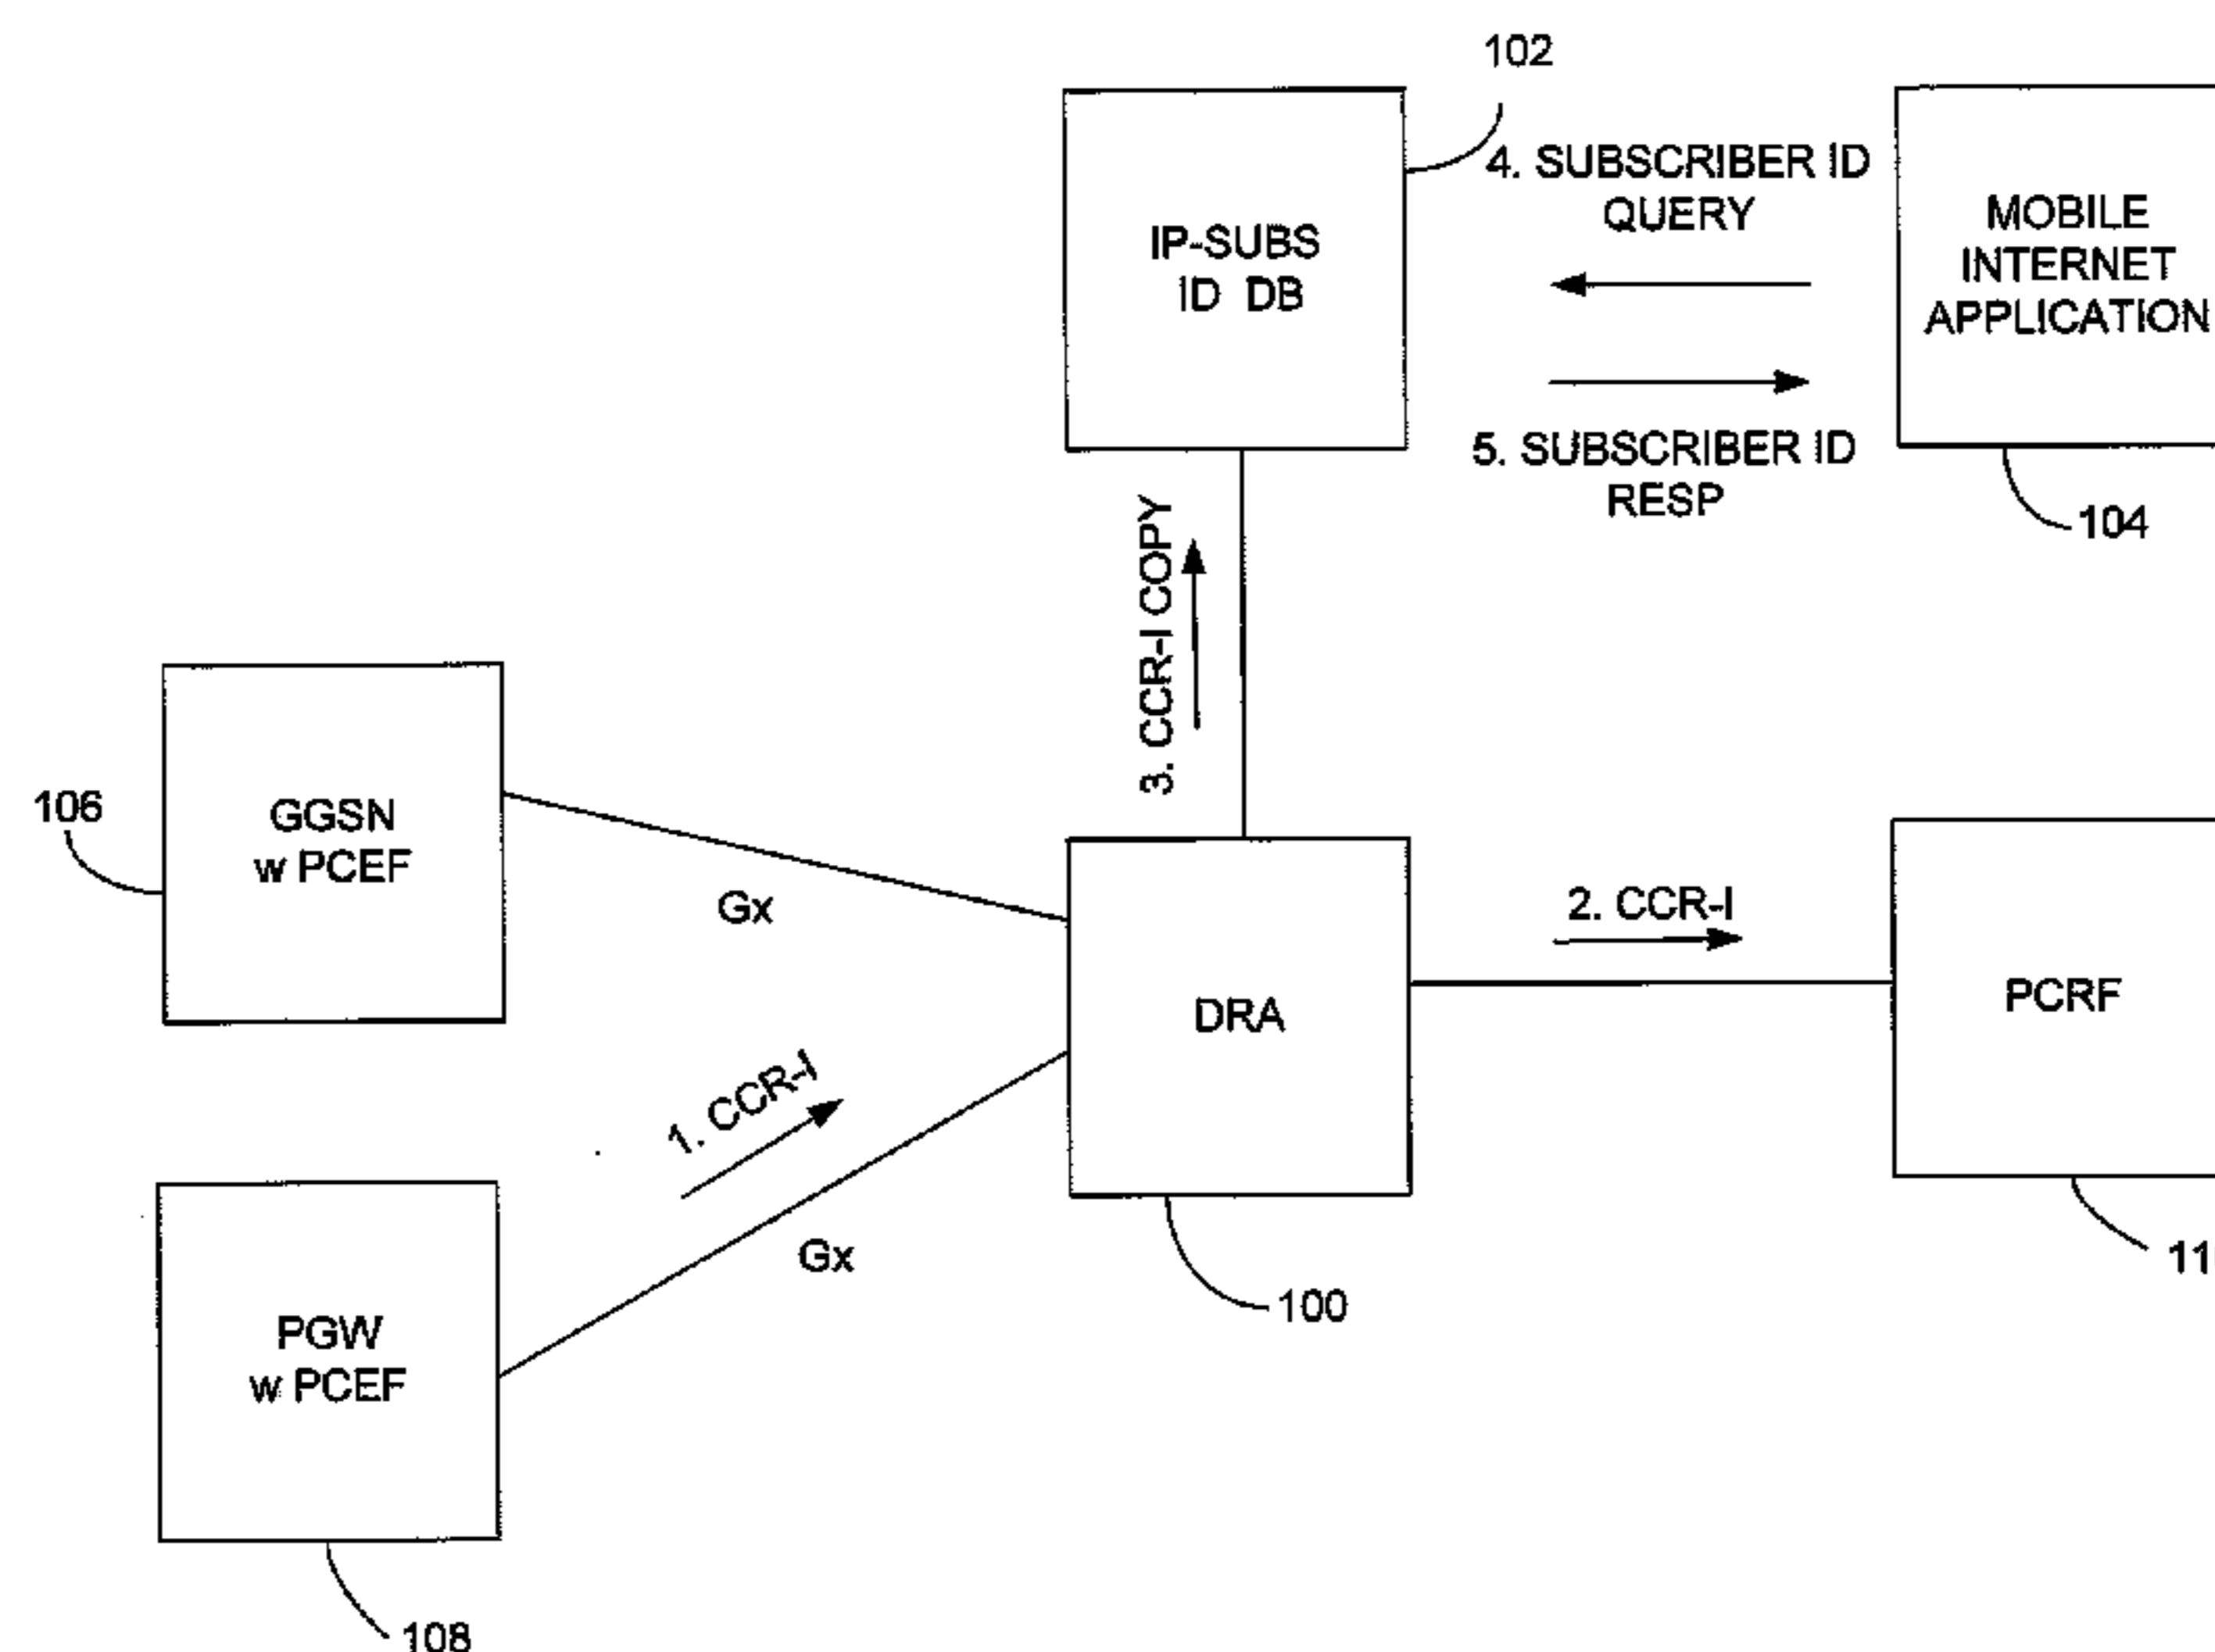 102
IP-SUBS
ID DB
4. SUBSCRIBER ID
QUERY
5. SUBSCRIBER ID
RESP
MOBILE
INTERNET
APPLICATION
104
3. CCR-I COPY
106
GGSN
w PCEF
Gx
DRA
2. CCR-I
PCRF
1. CCR-I
Gx
100
PGW
w PCEF
108